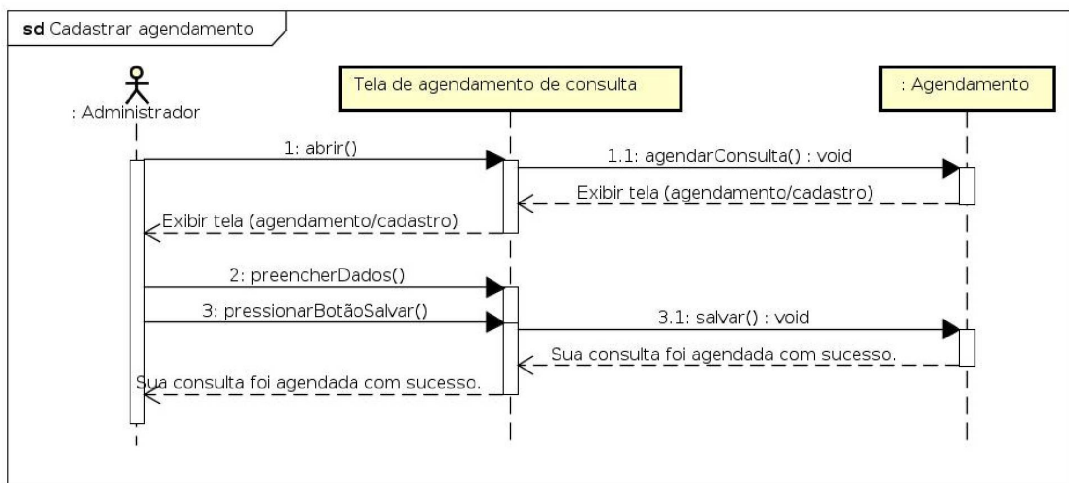 sd Cadastrar agendamento
: Administrador
Tela de agendamento de consulta
: Agendamento
1: abrir()
1.1: agendarConsulta() : void
Exibir tela (agendamento/cadastro)
Exibir tela (agendamento/cadastro)
2: preencherDados()
3: pressionarBotãoSalvar()
3.1: salvar() : void
Sua consulta foi agendada com sucesso.
Sua consulta foi agendada com sucesso.